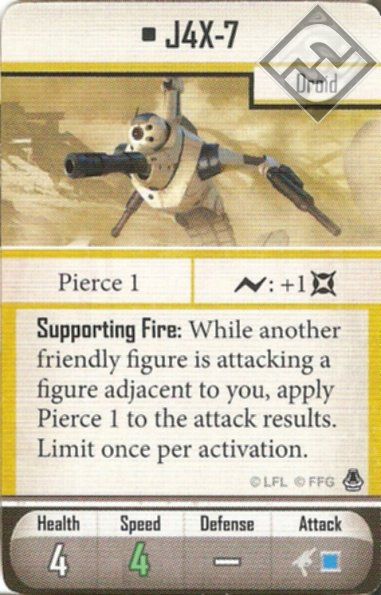 J4X-7
Droid
Pierce 1
: +1
Supporting Fire: While another
friendly figure is attacking a
figure adjacent to you, apply
Pierce 1 to the attack results.
Limit once per activation.
© LFL © FFG
Health Speed Defense Attack
4 4 –